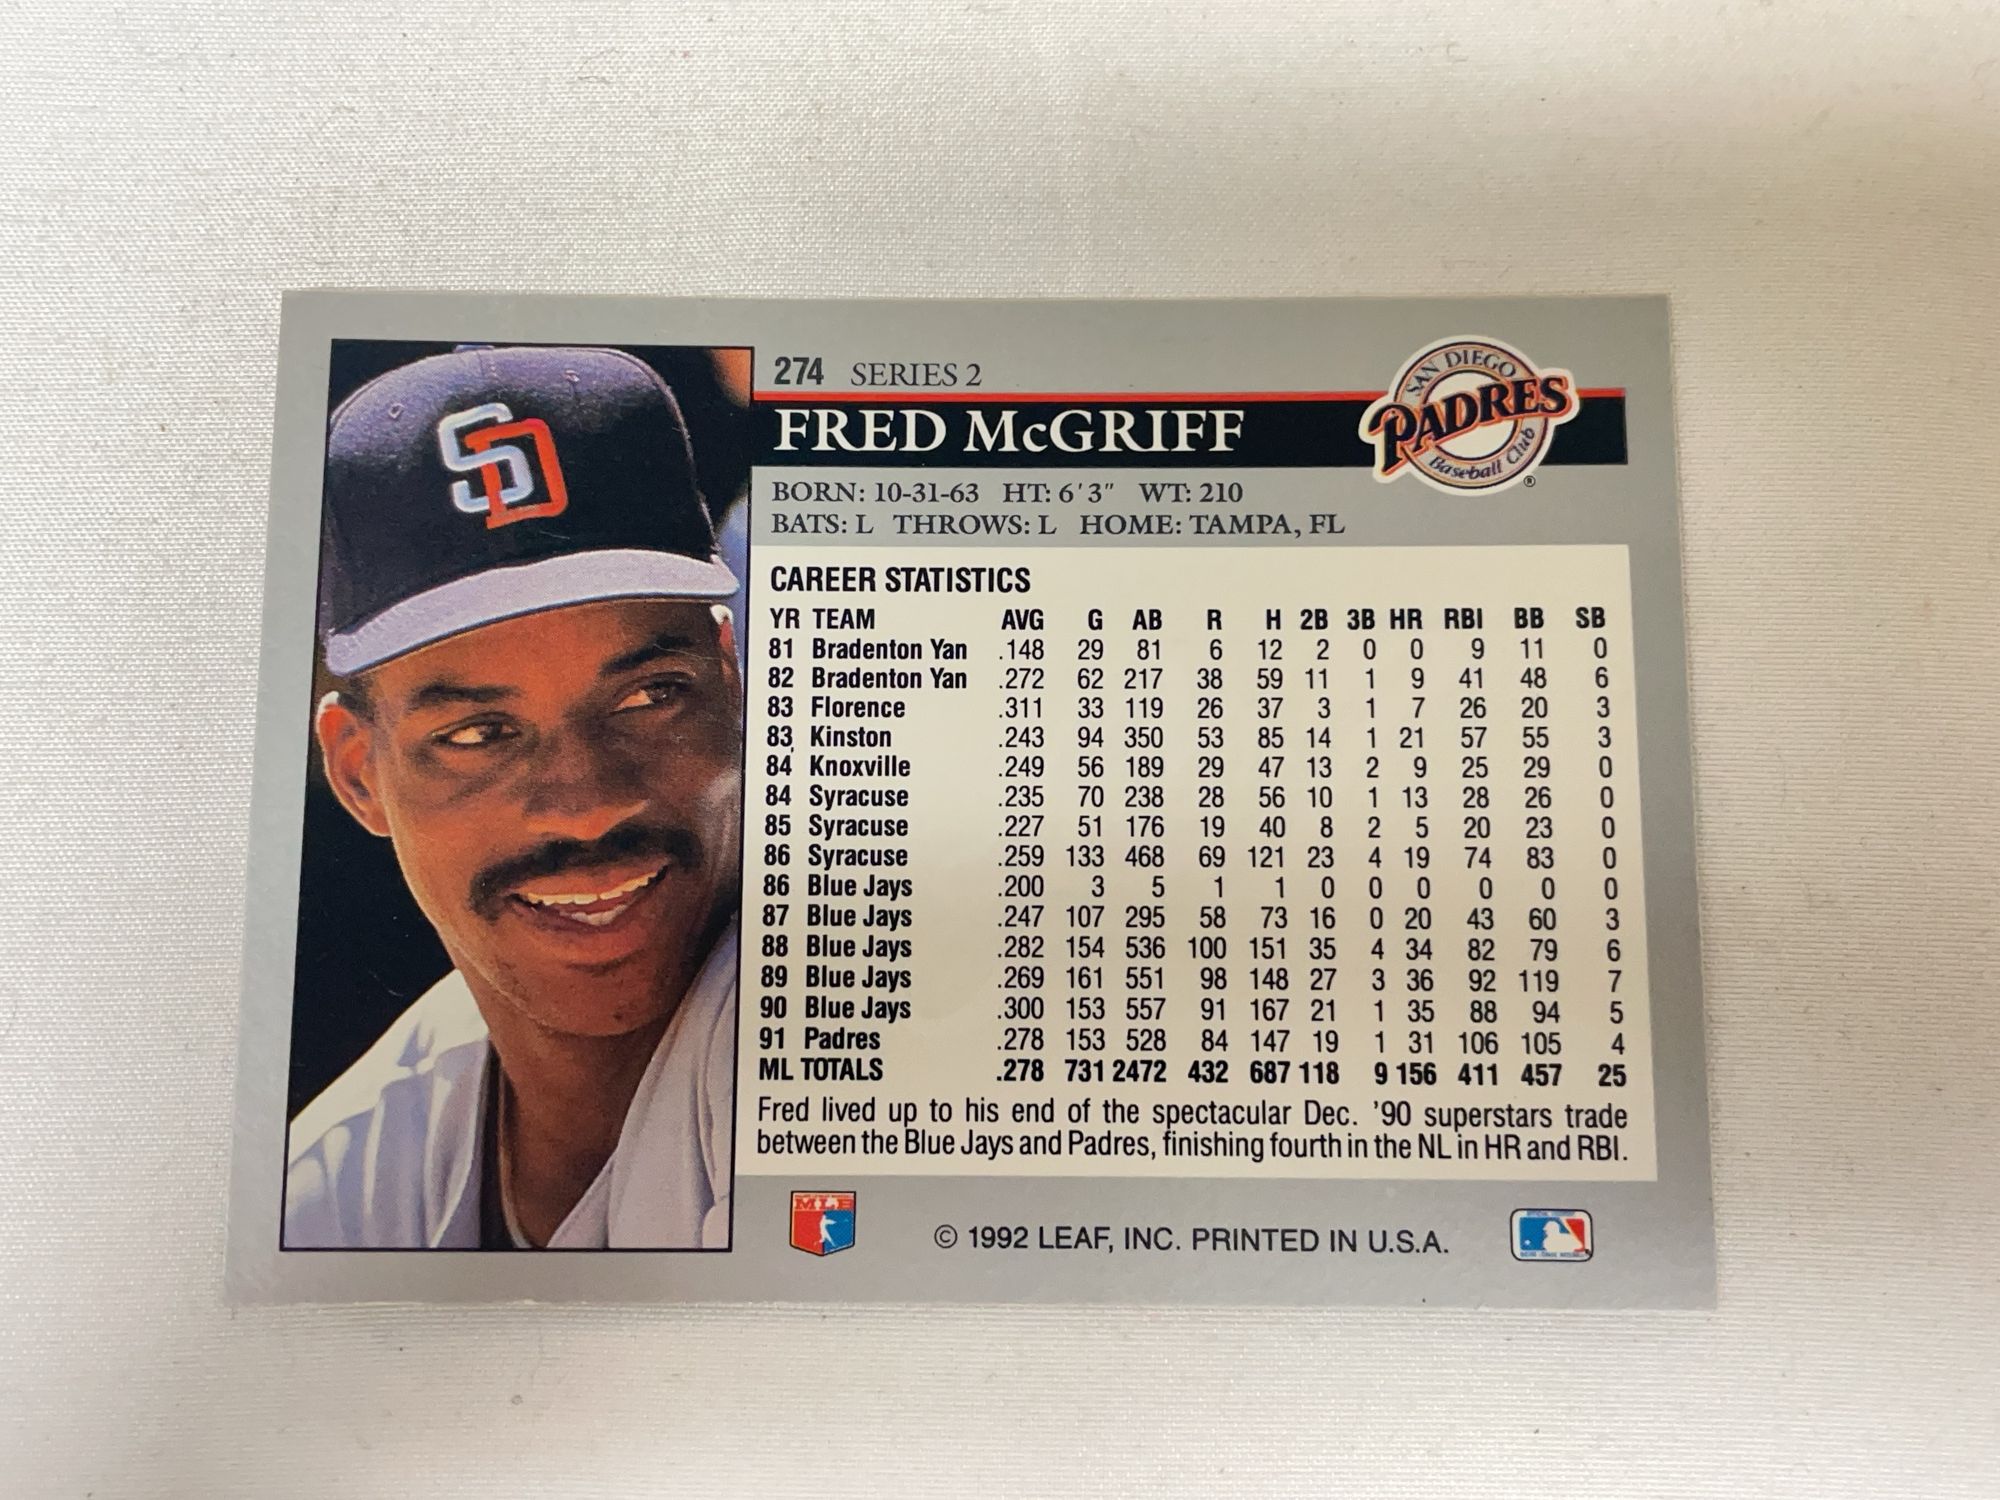 274 SERIES 2
FRED McGRIFF
SAN DIEGO
PADRES
Baseball Club
®
BORN: 10-31-63 HT: 6'3" WT: 210
BATS: L THROWS: L HOME: TAMPA, FL
SD
CAREER STATISTICS
YR TEAM AVG G AB R H 2B 3B HR RBI BB SB
81 Bradenton Yan .148 29 81 6 12 2 0 0 9 11 0
82 Bradenton Yan .272 62 217 38 59 11 1 9 41 48 6
83 Florence .311 33 119 26 37 3 1 7 26 20 3
83 Kinston .243 94 350 53 85 14 1 21 57 55 3
84 Knoxville .249 56 189 29 47 13 2 9 25 29 0
84 Syracuse .235 70 238 28 56 10 1 13 28 26 0
85 Syracuse .227 51 176 19 40 8 2 5 20 23 0
86 Syracuse .259 133 468 69 121 23 4 19 74 83 0
86 Blue Jays .200 3 5 1 1 0 0 0 0 0 0
87 Blue Jays .247 107 295 58 73 16 0 20 43 60 3
88 Blue Jays .282 154 536 100 151 35 4 34 82 79 6
89 Blue Jays .269 161 551 98 148 27 3 36 92 119 7
90 Blue Jays .300 153 557 91 167 21 1 35 88 94 5
91 Padres .278 153 528 84 147 19 1 31 106 105 4
ML TOTALS .278 731 2472 432 687 118 9 156 411 457 25
Fred lived up to his end of the spectacular Dec. '90 superstars trade
between the Blue Jays and Padres, finishing fourth in the NL in HR and RBI.
MLB
© 1992 LEAF, INC. PRINTED IN U.S.A.